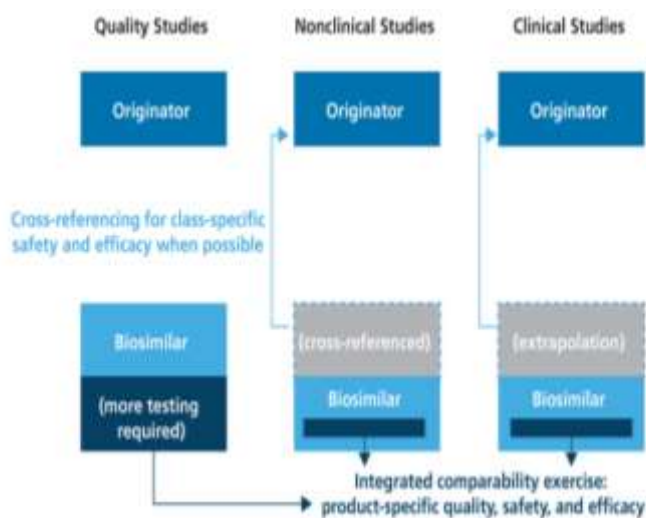 Quality Studies
Nonclinical Studies
Clinical Studies
Originator
Originator
Originator
Cross-referencing for class-specific
safety and efficacy when possible
Biosimilar
(cross-referenced)
(extrapolation)
(more testing
required)
Biosimilar
Biosimilar
Integrated comparability exercise:
product-specific quality, safety, and efficacy